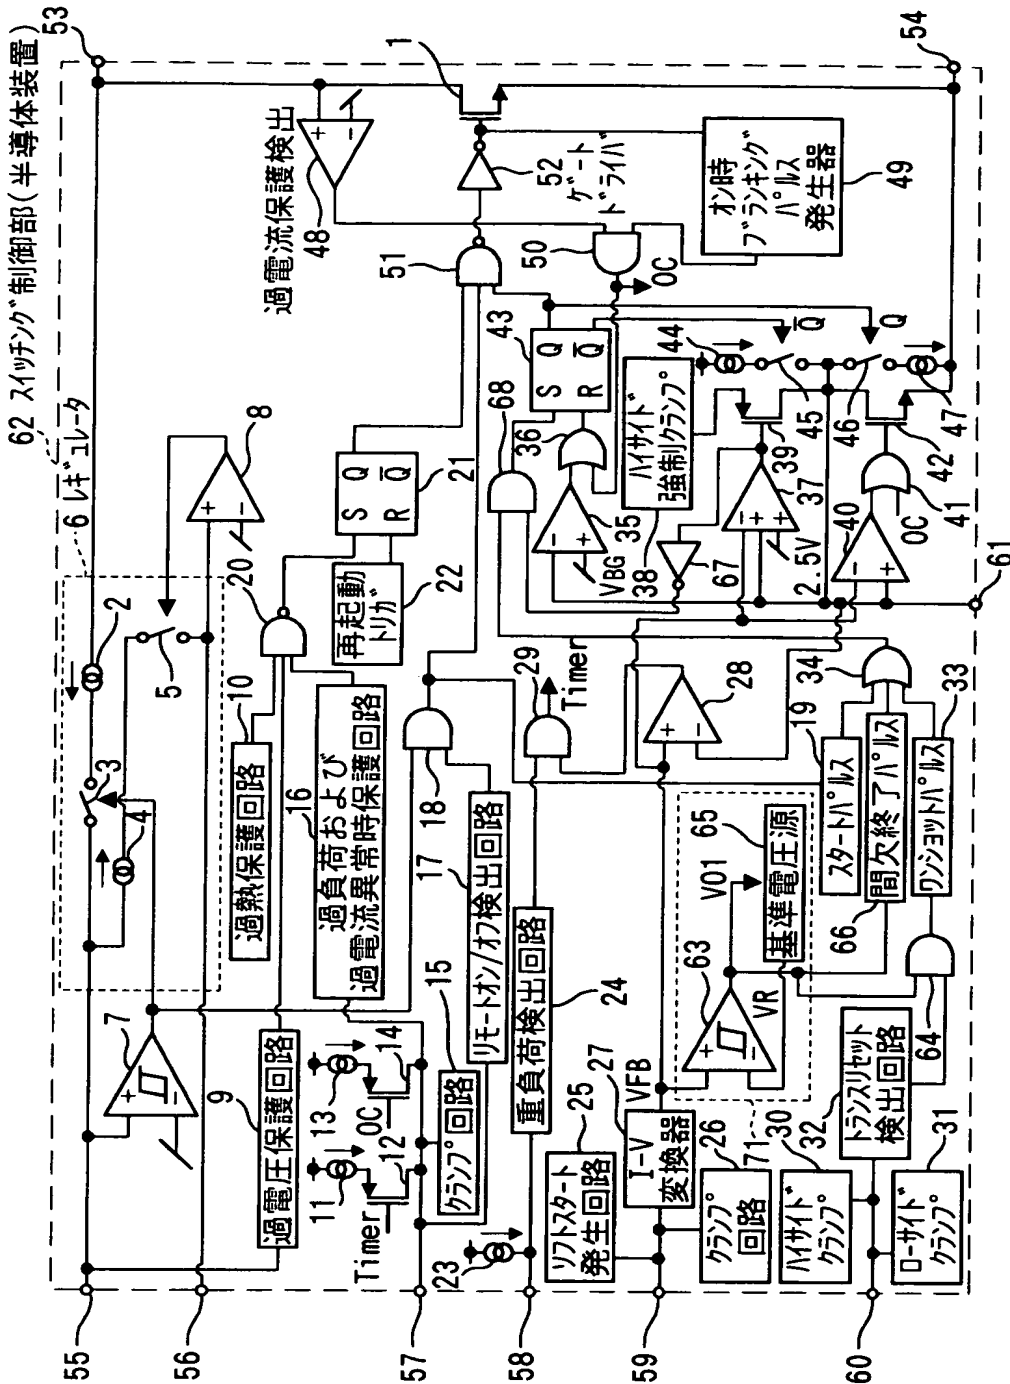 62 スイッチング制御部(半導体装置)
6 レギュレータ
53
54
55
56
57
58
59
60
61
1
2
3
4
5
7
8
9
過電圧保護回路
10
過熱保護回路
20
16
過負荷および
過電流異常時保護回路
再起動
トリガ
22
S Q
R Q̅
21
過電流保護検出
48
51
52
ゲート
ドライバ
50
OC
オン時
ブランキング
パルス
発生器
49
43
S Q
R Q̅
68
36
35
VBG
ハイサイド
強制クランプ
38
44
45
46
47
Q̅
Q
39
37
67
2.5V
40
41
42
OC
11
12
13
14
Timer
OC
15
クランプ回路
17
リモートオン/オフ検出回路
18
19
23
24
重負荷検出回路
29
Timer
28
25
ソフトスタート
発生回路
27
I-V
変換器
VFB
26
クランプ
回路
71
63
VO1
VR
65
基準電圧源
スタートパルス
66
間欠終了パルス
ワンショットパルス
33
34
64
30
ハイサイド
クランプ
32
トランスリセット
検出回路
31
ローサイド
クランプ
+
−
+
−
+
−
−
+
−
+
+
−
+
+
−
+
−